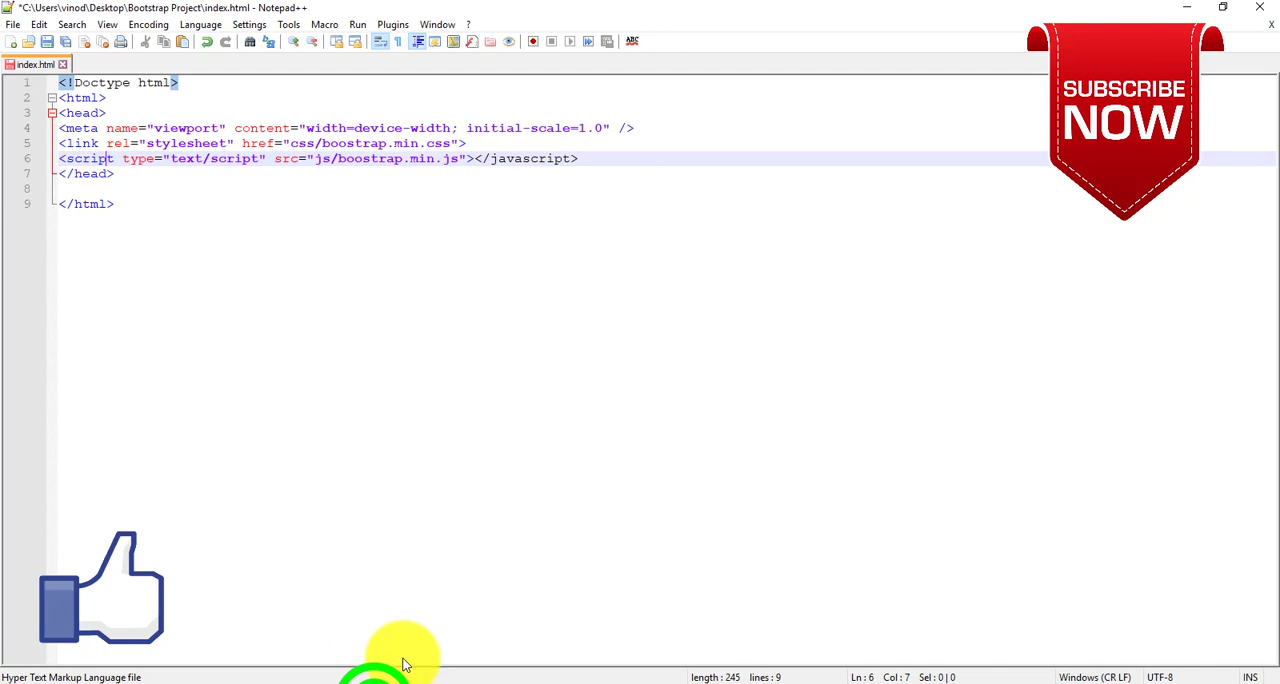 *C:\Users\vinod\Desktop\Bootstrap Project\index.html - Notepad++
File Edit Search View Encoding Language Settings Tools Macro Run Plugins Window ? X
ABC
index.html
1 <!Doctype html>
2 <html>
3 <head>
4 <meta name="viewport" content="width=device-width; initial-scale=1.0" />
5 <link rel="stylesheet" href="css/boostrap.min.css">
6 <script type="text/script" src="js/boostrap.min.js"></javascript>
7 </head>
8
9 </html>
SUBSCRIBE
NOW
Hyper Text Markup Language file length : 245 lines : 9 Ln : 6 Col : 7 Sel : 0 | 0 Windows (CR LF) UTF-8 INS